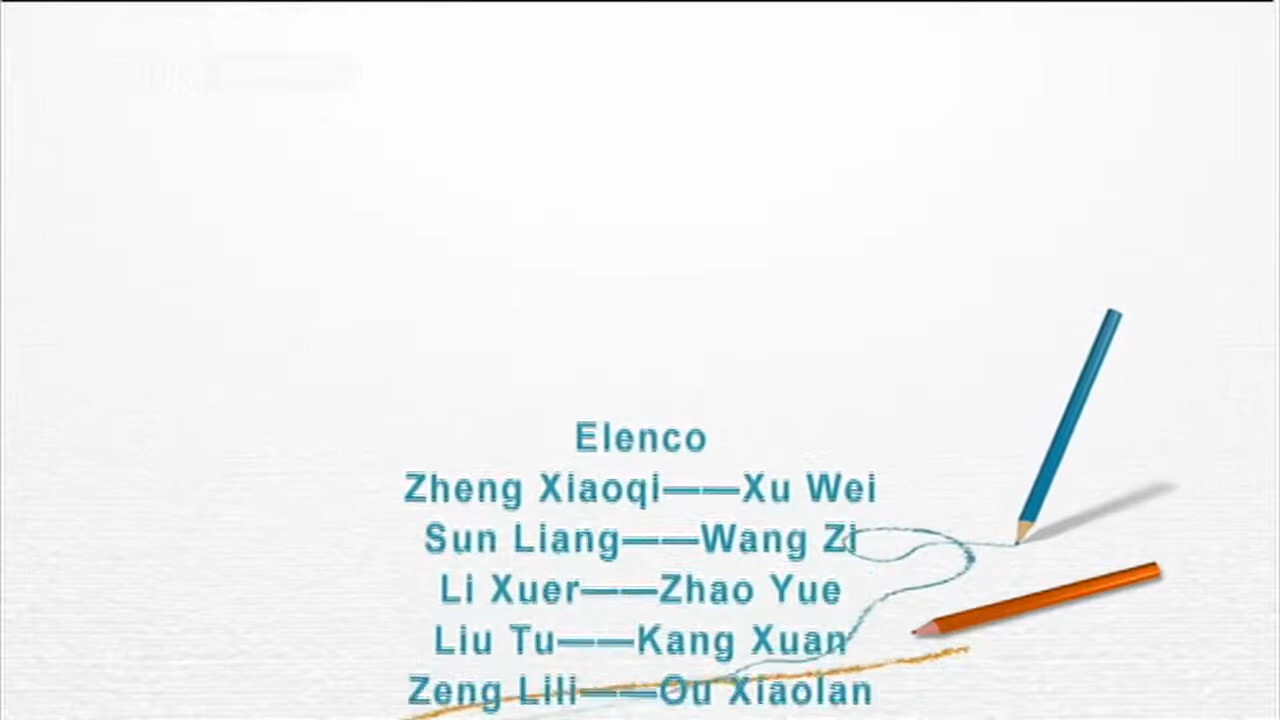 Elenco
Zheng Xiaoqi——Xu Wei
Sun Liang——Wang Zi
Li Xuer——Zhao Yue
Liu Tu——Kang Xuan
Zeng Lili——Ou Xiaolan